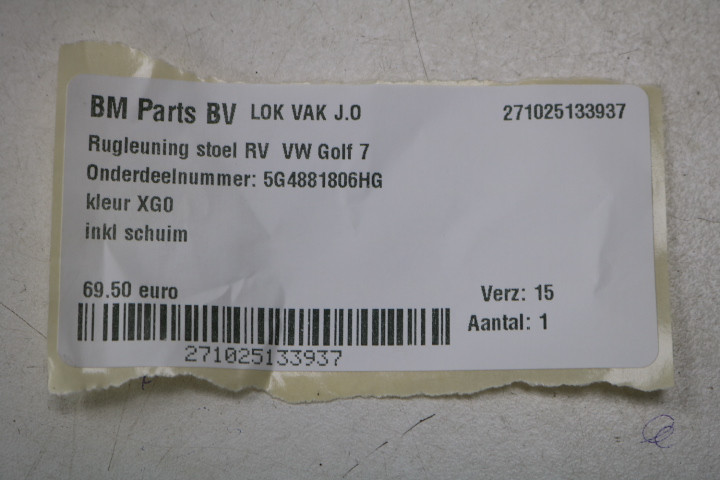 BM Parts BV LOK VAK J.O 271025133937
Rugleuning stoel RV VW Golf 7
Onderdeelnummer: 5G4881806HG
kleur XGO
inkl schuim
69.50 euro Verz: 15
Aantal: 1
271025133937